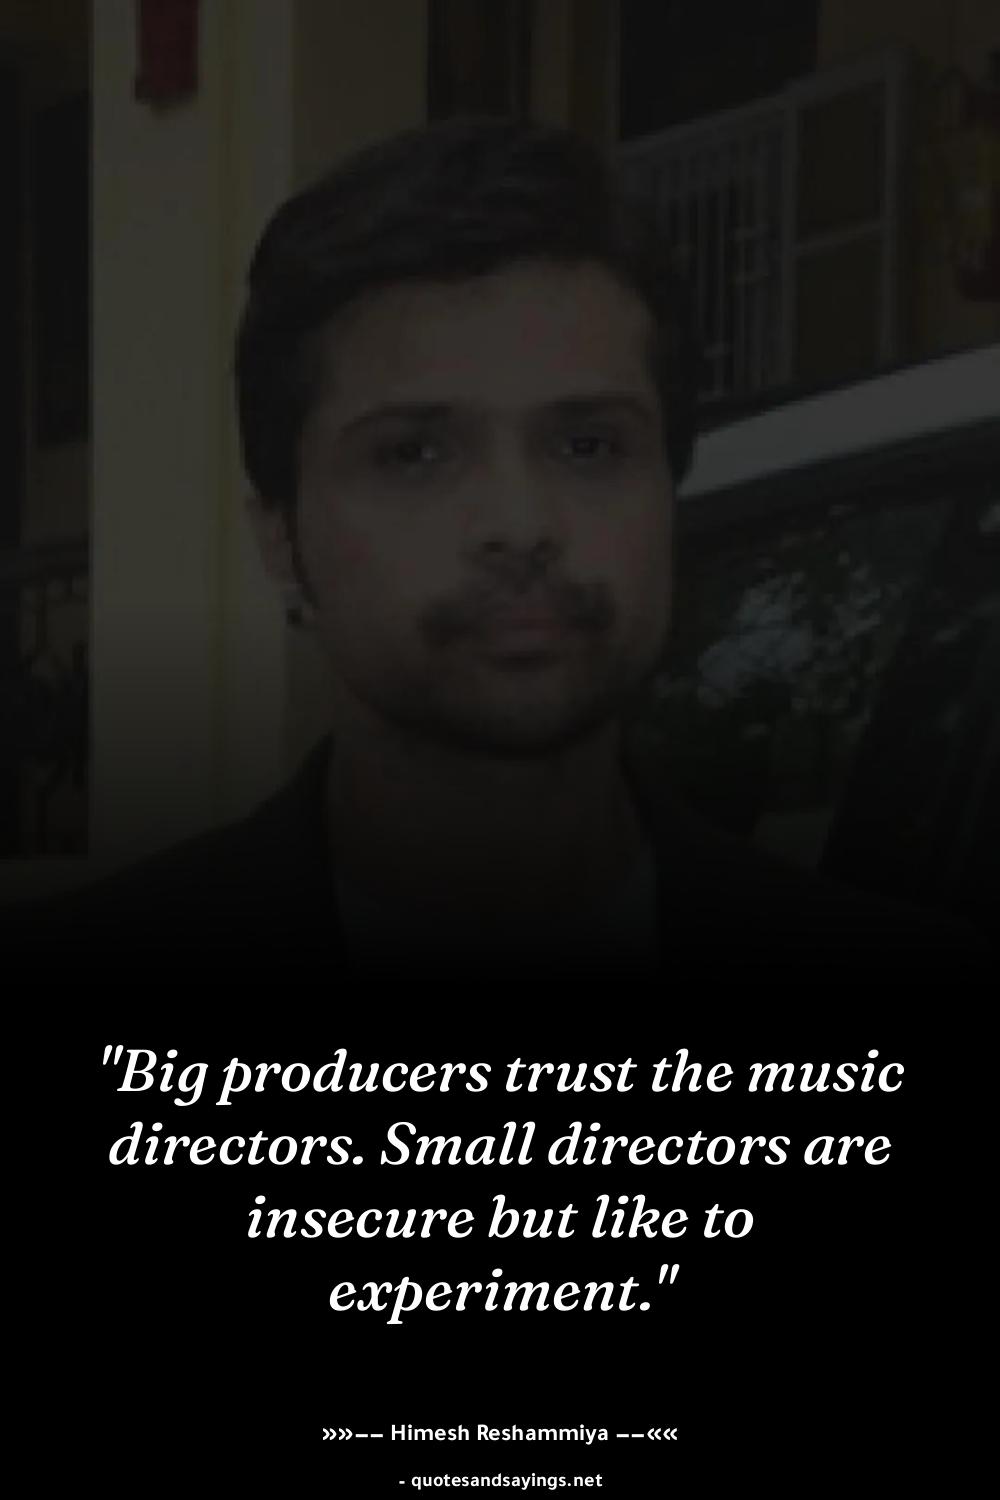 "Big producers trust the music
directors. Small directors are
insecure but like to
experiment."
»»−− Himesh Reshammiya −−««
- quotesandsayings.net